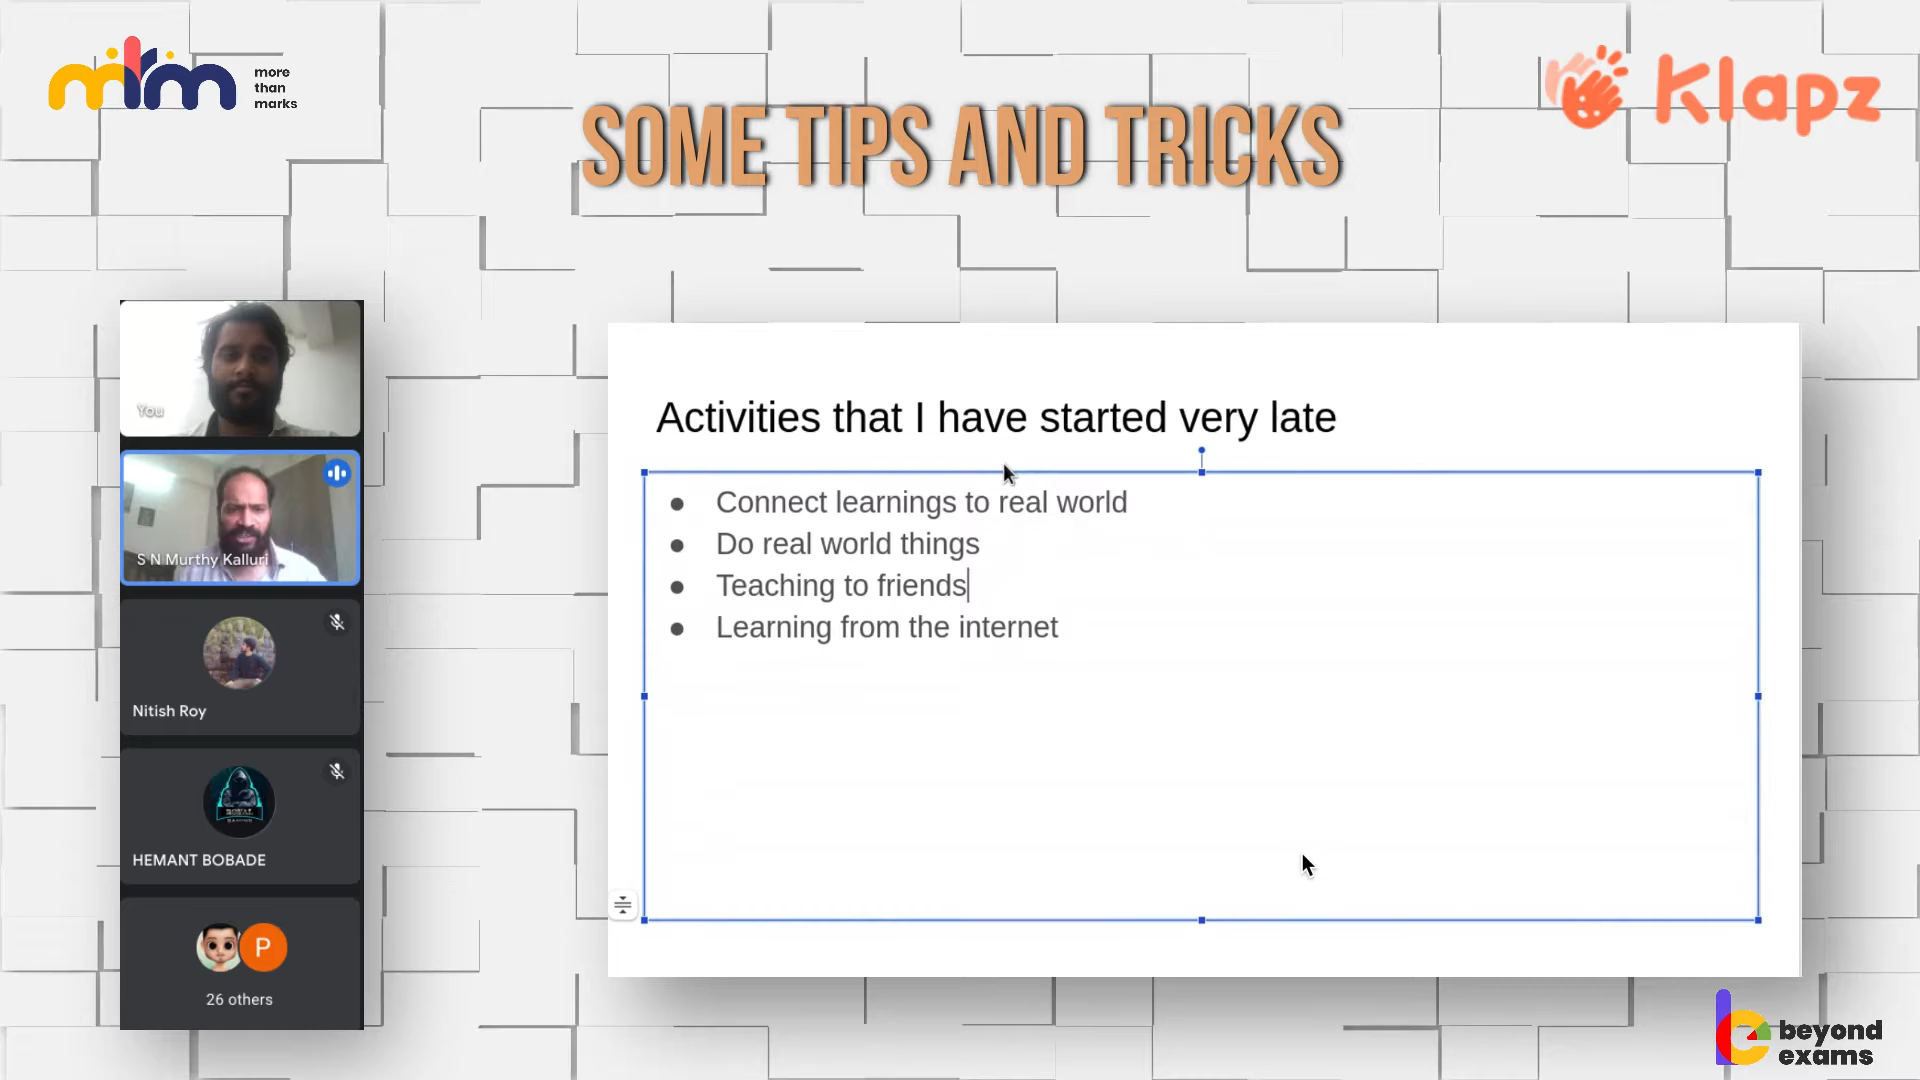 mtm
more
than
marks
Klapz
SOME TIPS AND TRICKS
You
S N Murthy Kalluri
Nitish Roy
HEMANT BOBADE
P
26 others
Activities that I have started very late
● Connect learnings to real world
● Do real world things
● Teaching to friends
● Learning from the internet
beyond
exams